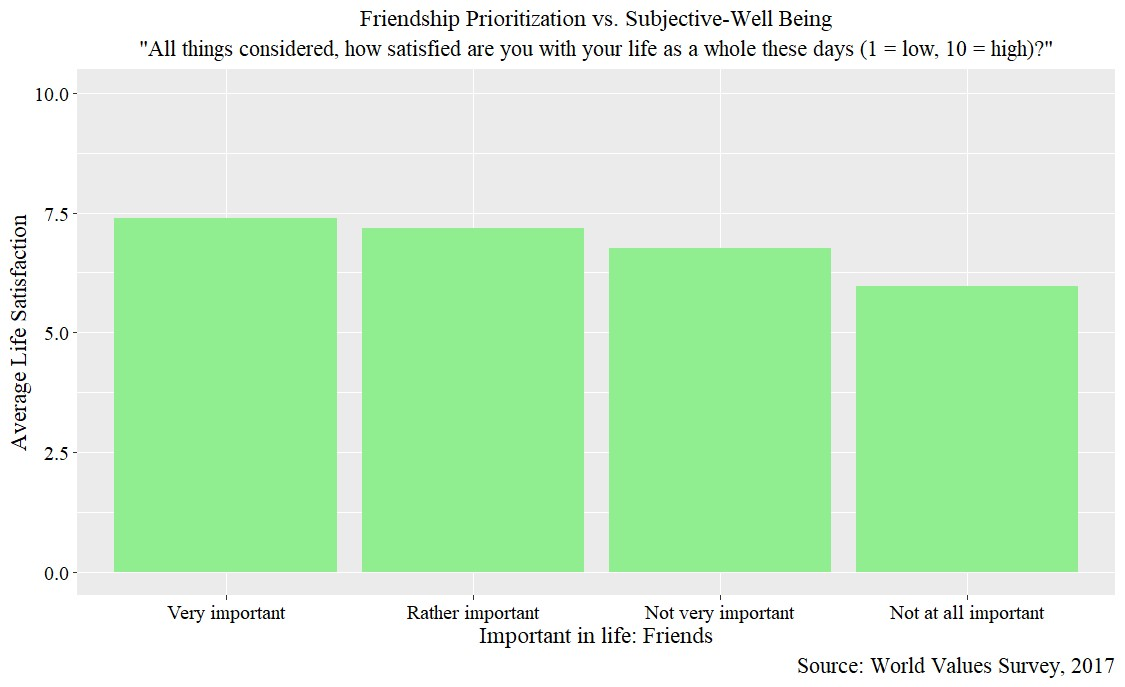 Friendship Prioritization vs. Subjective-Well Being
"All things considered, how satisfied are you with your life as a whole these days (1 = low, 10 = high)?"
Average Life Satisfaction
10.0
7.5
5.0
2.5
0.0
Very important
Rather important
Not very important
Not at all important
Important in life: Friends
Source: World Values Survey, 2017